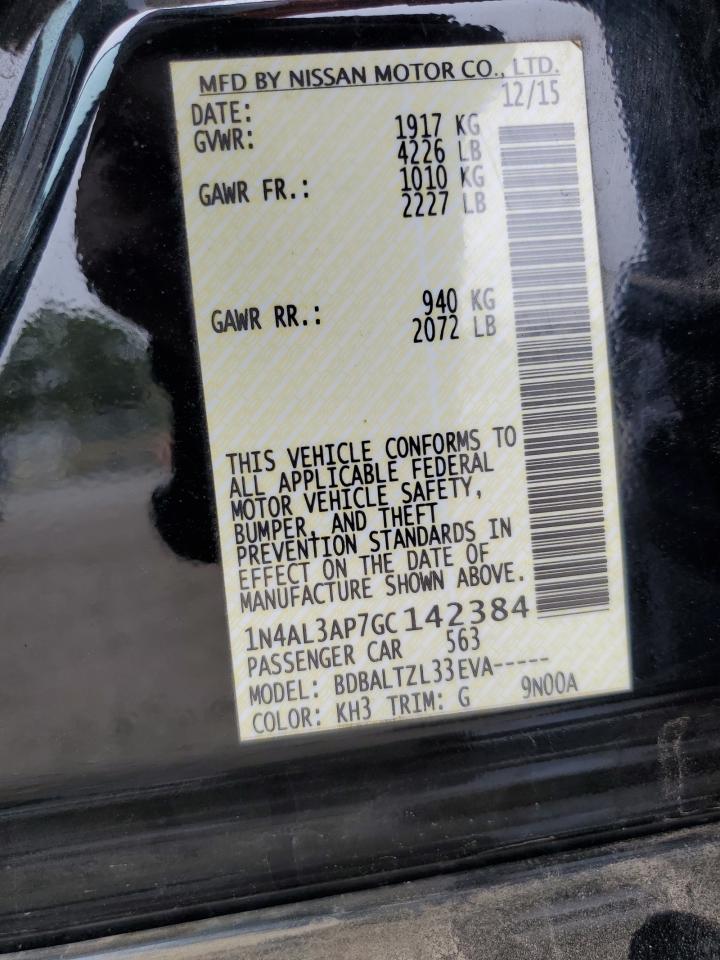 MFD BY NISSAN MOTOR CO., LTD.
DATE: 12/15
GVWR: 1917 KG
4226 LB
GAWR FR.: 1010 KG
2227 LB
GAWR RR.: 940 KG
2072 LB
THIS VEHICLE CONFORMS TO
ALL APPLICABLE FEDERAL
MOTOR VEHICLE SAFETY,
BUMPER, AND THEFT
PREVENTION STANDARDS IN
EFFECT ON THE DATE OF
MANUFACTURE SHOWN ABOVE.
1N4AL3AP7GC142384
PASSENGER CAR 563
MODEL: BDBALTZL33EVA-----
COLOR: KH3 TRIM: G 9N00A